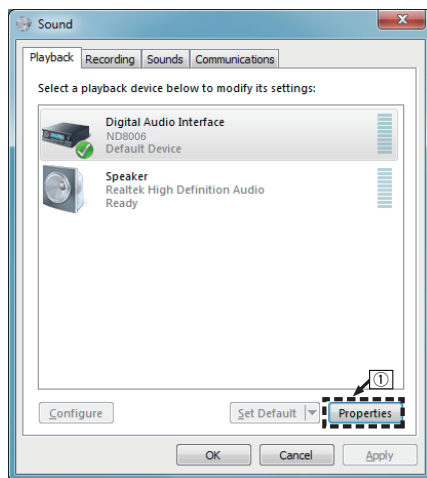 Sound
Playback Recording Sounds Communications
Select a playback device below to modify its settings:
Digital Audio Interface
ND8006
Default Device
Speaker
Realtek High Definition Audio
Ready
①
Configure Set Default Properties
OK Cancel Apply